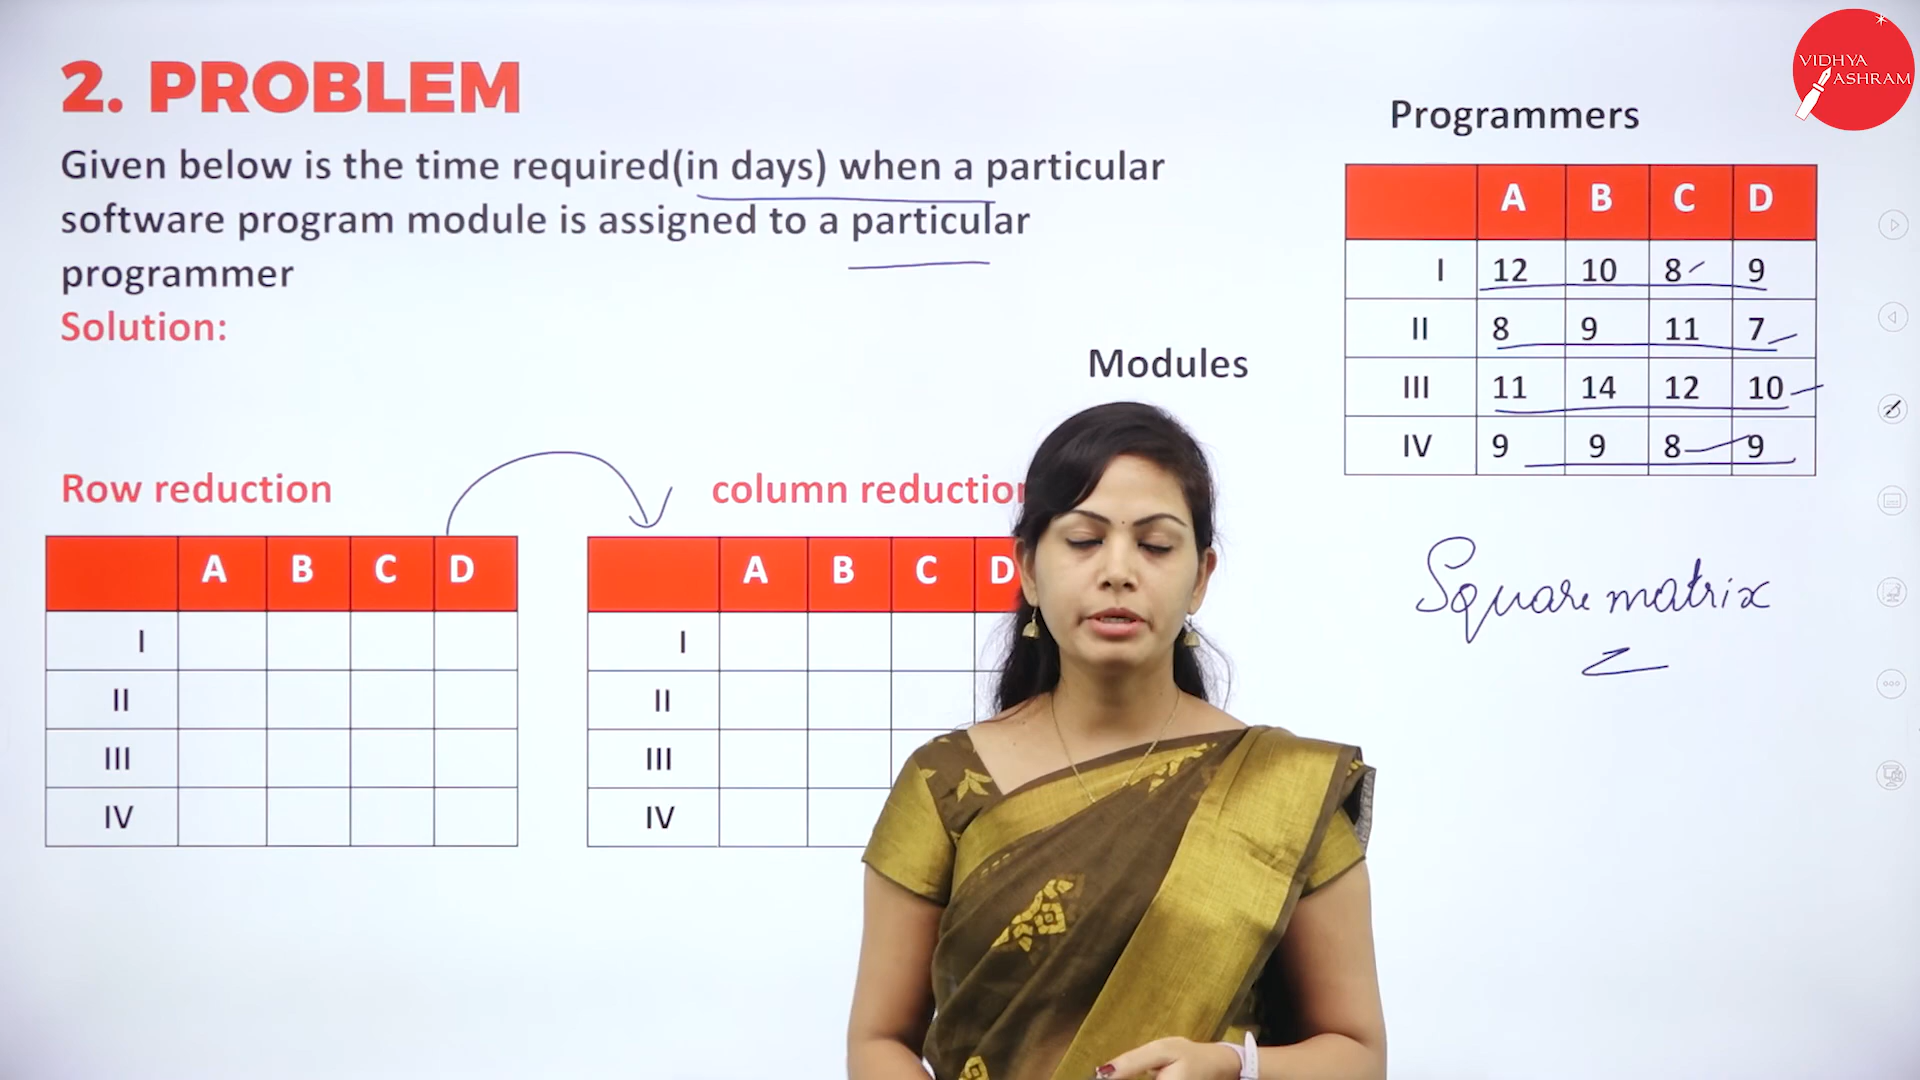 2. PROBLEM
Given below is the time required(in days) when a particular
software program module is assigned to a particular
programmer
Solution:
VIDHYA
ASHRAM
Programmers
Modules
A B C D
I 12 10 8 9
II 8 9 11 7
III 11 14 12 10
IV 9 9 8 9
Square matrix
Row reduction
A B C D
I
II
III
IV
column reduction
A B C D
I
II
III
IV